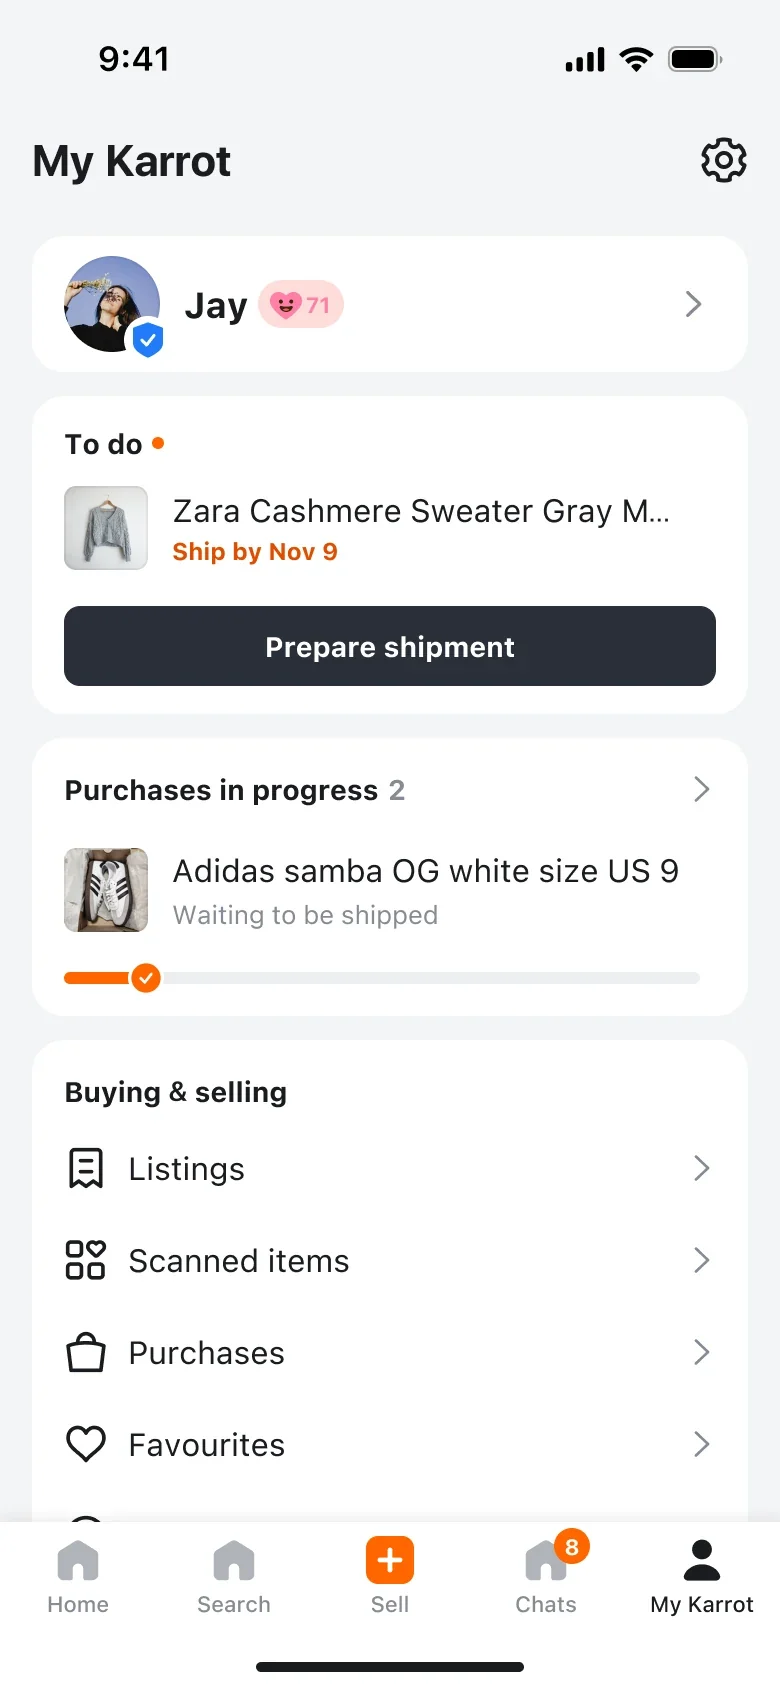 9:41
My Karrot
Jay 71
To do
Zara Cashmere Sweater Gray M...
Ship by Nov 9
Prepare shipment
Purchases in progress 2
Adidas samba OG white size US 9
Waiting to be shipped
Buying & selling
Listings
Scanned items
Purchases
Favourites
8
Home
Search
Sell
Chats
My Karrot